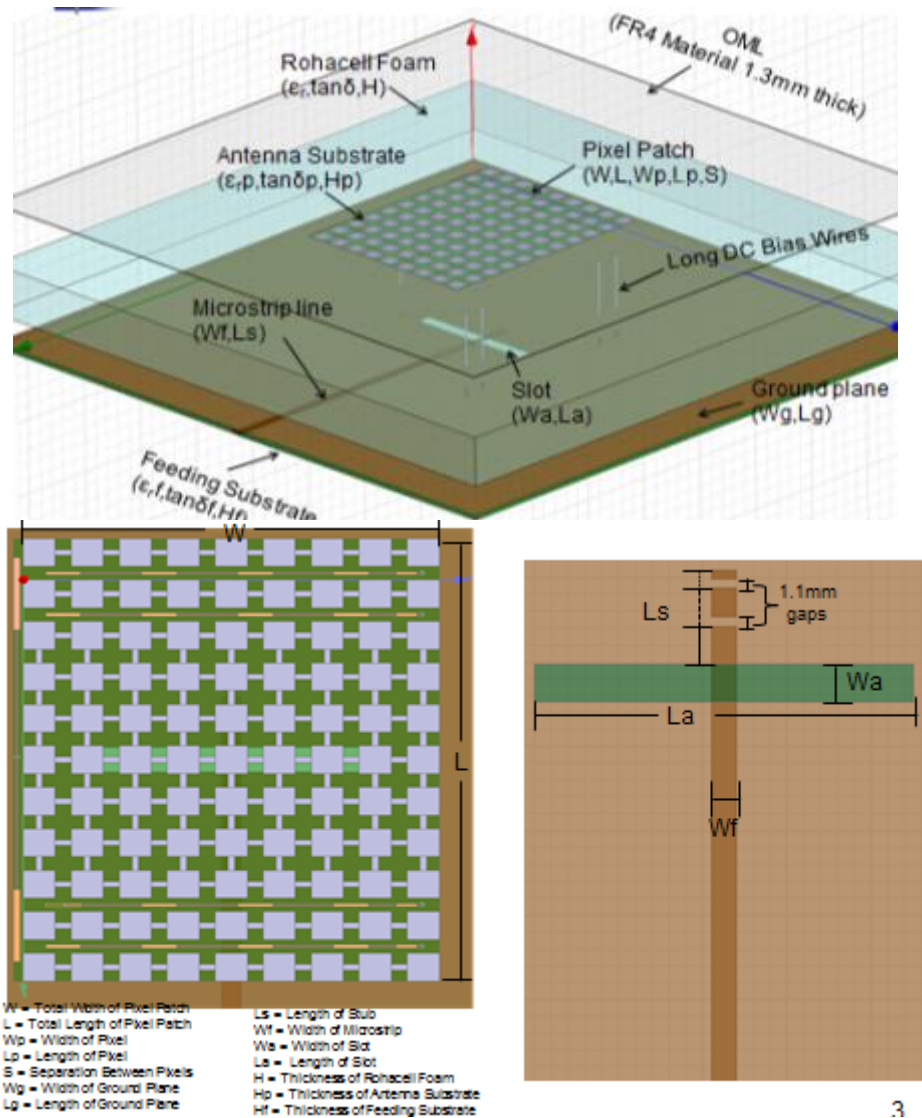 OML
(FR4 Material 1.3mm thick)
Rohacell Foam
(εr,tanδ,H)
Antenna Substrate
(εrp,tanδp,Hp)
Pixel Patch
(W,L,Wp,Lp,S)
Long DC Bias Wires
Microstrip line
(Wf,Ls)
Slot
(Wa,La)
Ground plane
(Wg,Lg)
Feeding Substrate
(εrf,tanδf,Hf)
W
L
Ls
1.1mm
gaps
Wa
La
Wf
W = Total Width of Pixel Patch
L = Total Length of Pixel Patch
Wp = Width of Pixel
Lp = Length of Pixel
S = Separation Between Pixels
Wg = Width of Ground Plane
Lg = Length of Ground Plane
Ls = Length of Stub
Wf = Width of Microstrip
Wa = Width of Slot
La = Length of Slot
H = Thickness of Rohacell Foam
Hp = Thickness of Antenna Substrate
Hf = Thickness of Feeding Substrate
3